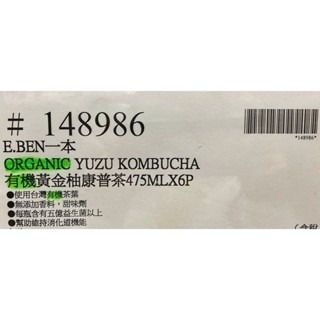 # 148986
*148986*
E.BEN一本
ORGANIC YUZU KOMBUCHA
有機黃金柚康普茶475MLX6P
●使用台灣有機茶葉
●無添加香料，甜味劑
●每瓶含有五億益生菌以上
●幫助維持消化道機能